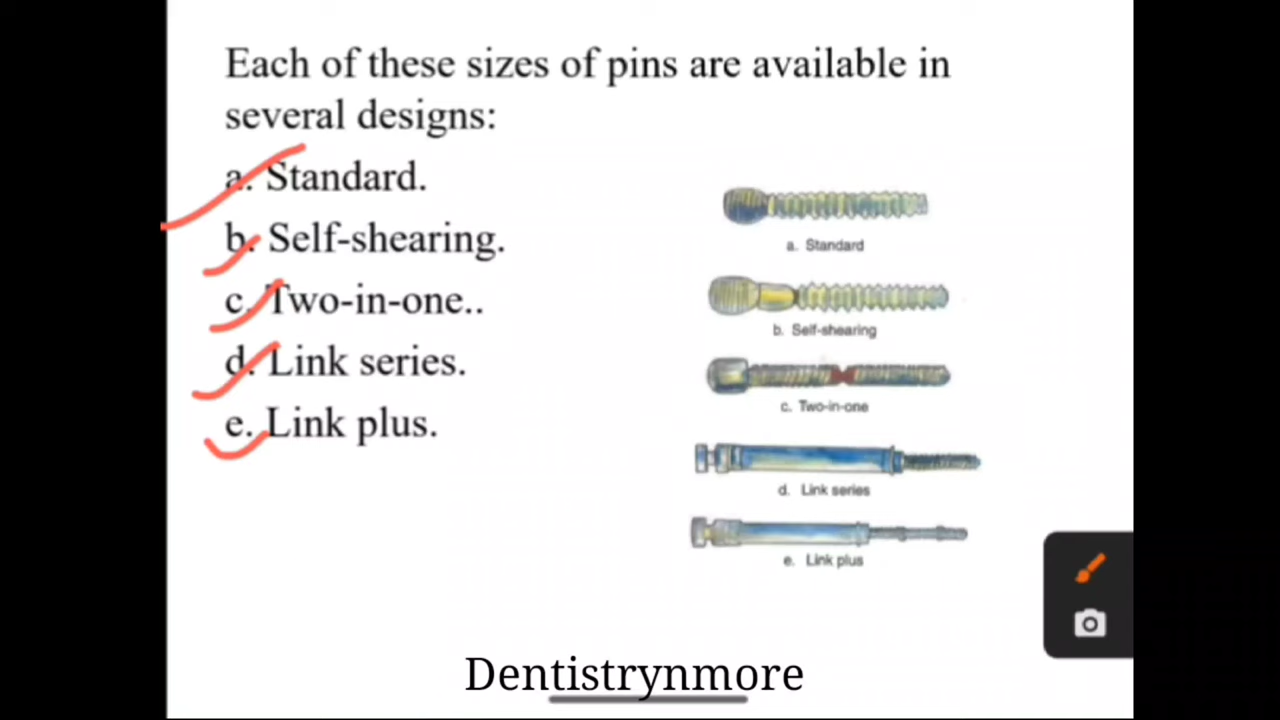 Each of these sizes of pins are available in
several designs:
a. Standard.
b. Self-shearing.
c. Two-in-one..
d. Link series.
e. Link plus.
a. Standard
b. Self-shearing
c. Two-in-one
d. Link series
e. Link plus
Dentistrynmore